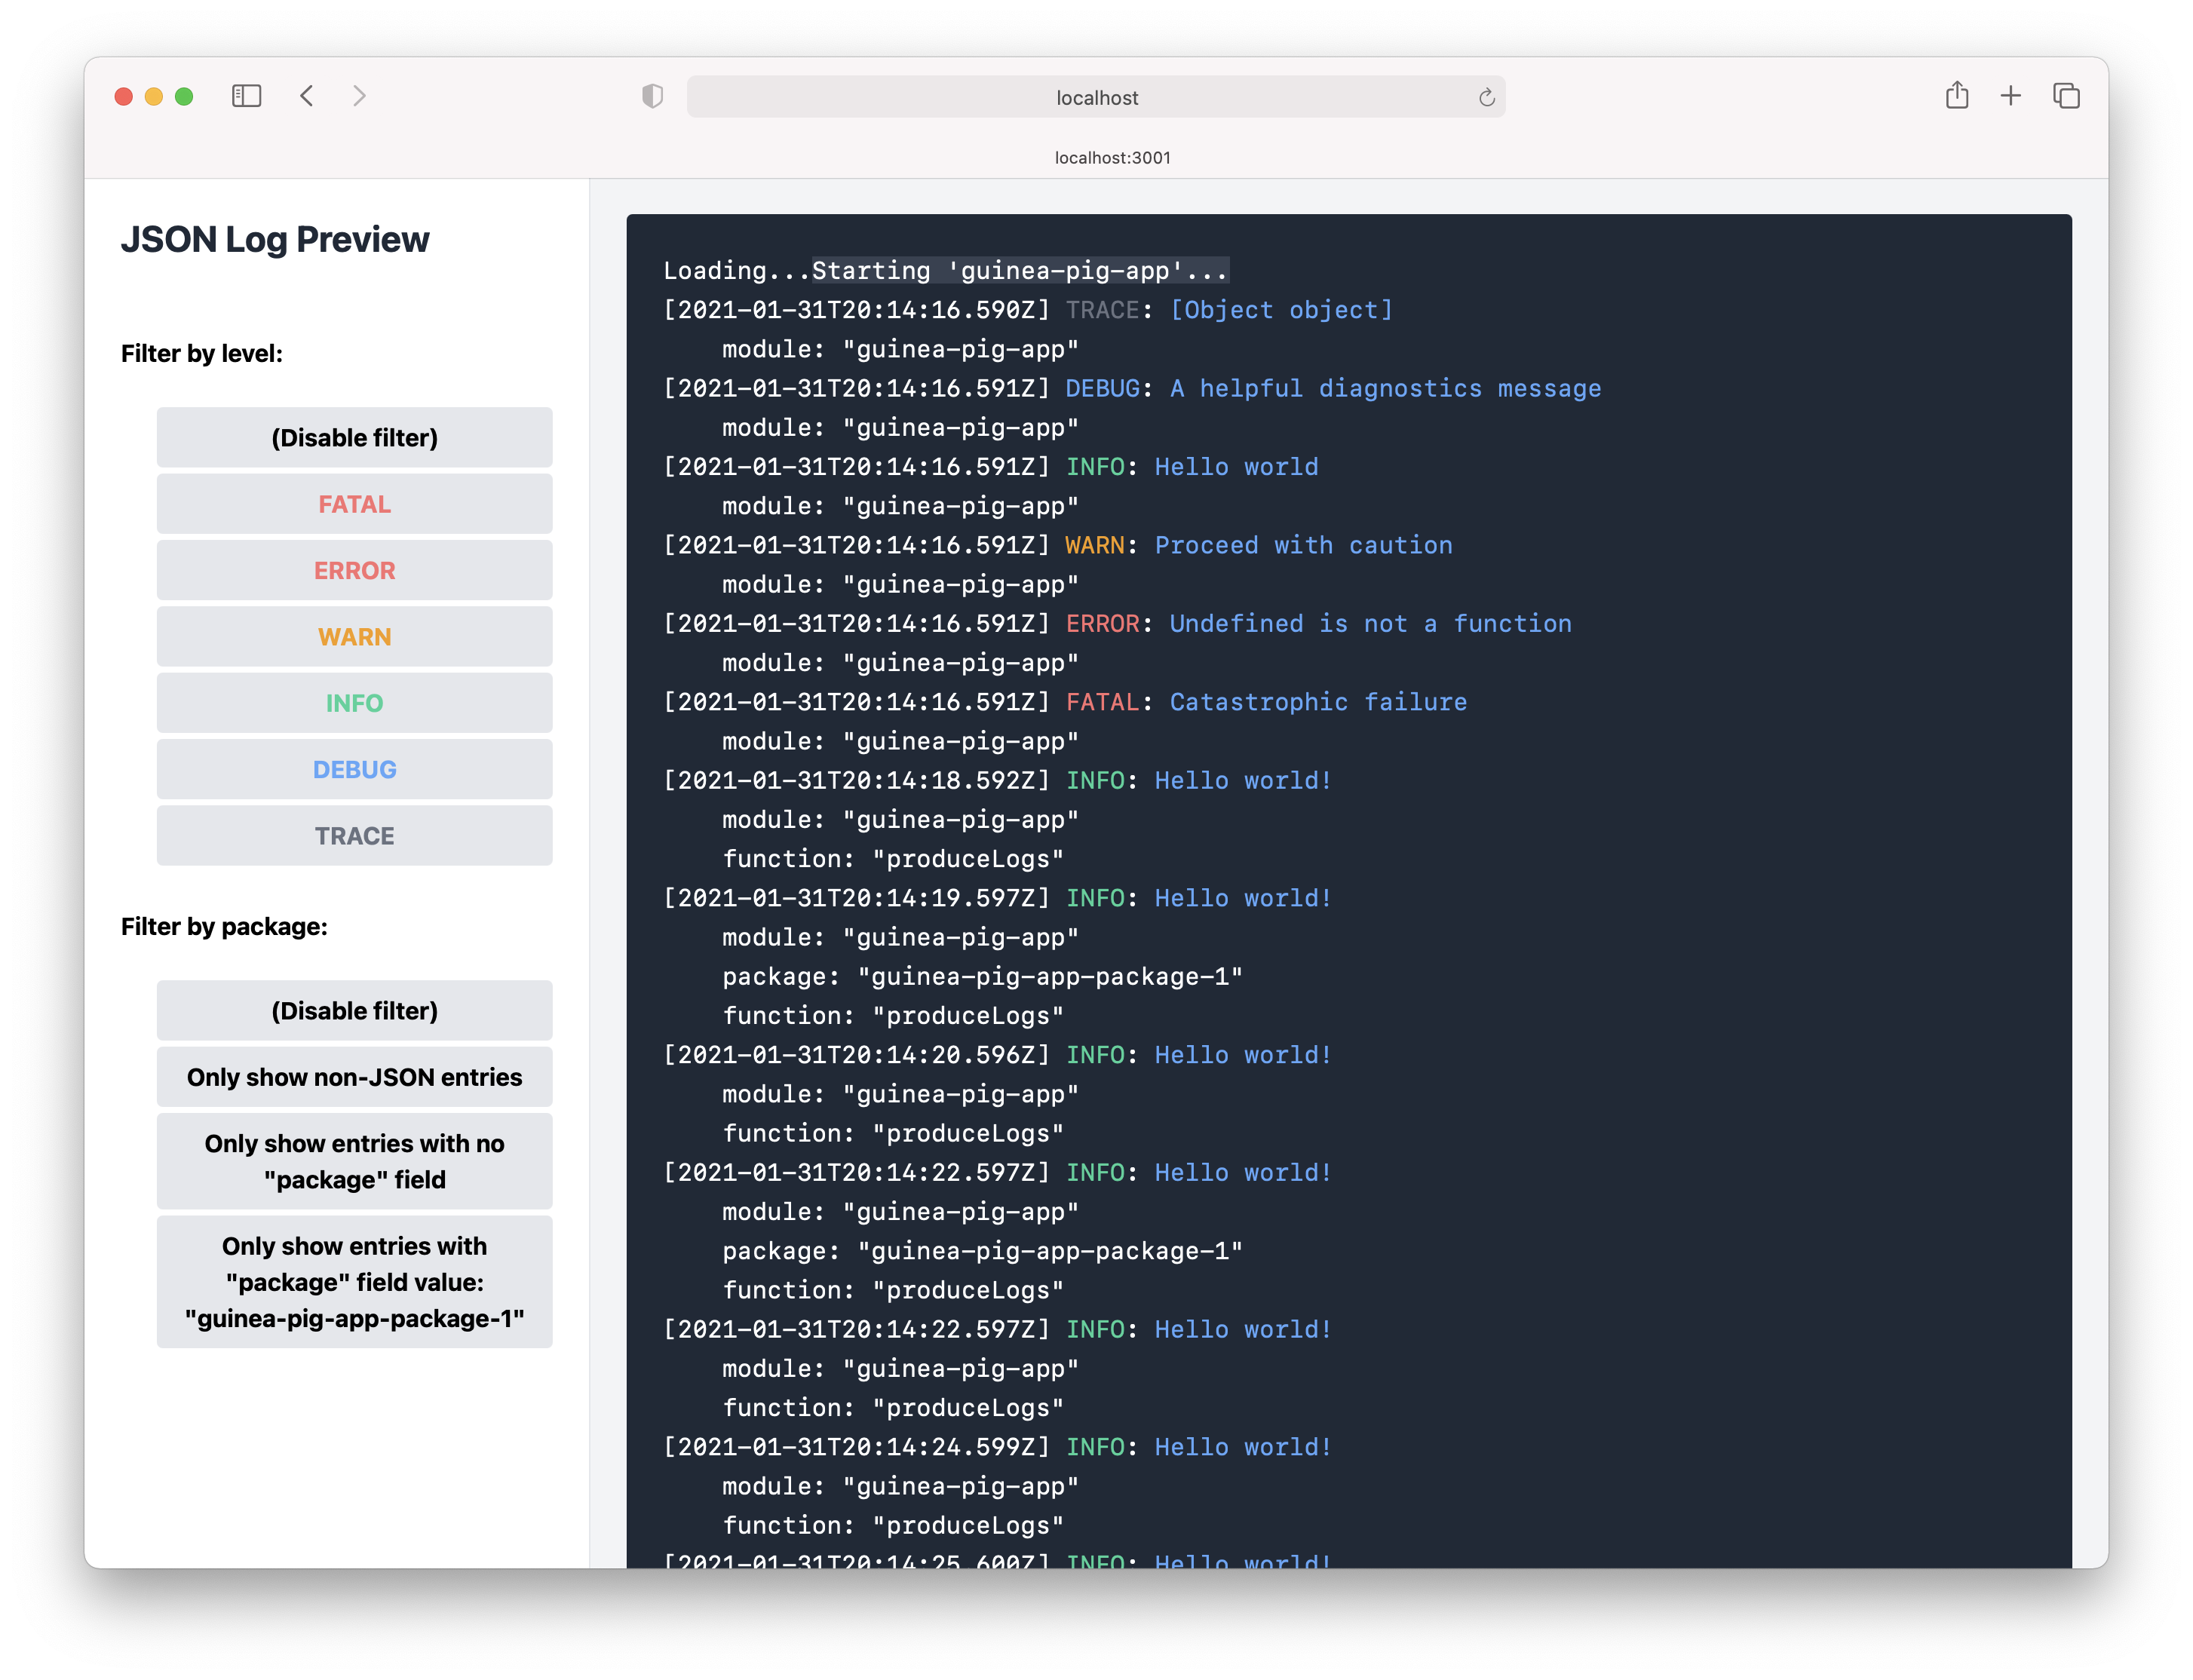 localhost
localhost:3001
JSON Log Preview
Filter by level:
(Disable filter)
FATAL
ERROR
WARN
INFO
DEBUG
TRACE
Filter by package:
(Disable filter)
Only show non-JSON entries
Only show entries with no
"package" field
Only show entries with
"package" field value:
"guinea-pig-app-package-1"
Loading...Starting 'guinea-pig-app'...
[2021-01-31T20:14:16.590Z] TRACE: [Object object]
module: "guinea-pig-app"
[2021-01-31T20:14:16.591Z] DEBUG: A helpful diagnostics message
module: "guinea-pig-app"
[2021-01-31T20:14:16.591Z] INFO: Hello world
module: "guinea-pig-app"
[2021-01-31T20:14:16.591Z] WARN: Proceed with caution
module: "guinea-pig-app"
[2021-01-31T20:14:16.591Z] ERROR: Undefined is not a function
module: "guinea-pig-app"
[2021-01-31T20:14:16.591Z] FATAL: Catastrophic failure
module: "guinea-pig-app"
[2021-01-31T20:14:18.592Z] INFO: Hello world!
module: "guinea-pig-app"
function: "produceLogs"
[2021-01-31T20:14:19.597Z] INFO: Hello world!
module: "guinea-pig-app"
package: "guinea-pig-app-package-1"
function: "produceLogs"
[2021-01-31T20:14:20.596Z] INFO: Hello world!
module: "guinea-pig-app"
function: "produceLogs"
[2021-01-31T20:14:22.597Z] INFO: Hello world!
module: "guinea-pig-app"
package: "guinea-pig-app-package-1"
function: "produceLogs"
[2021-01-31T20:14:22.597Z] INFO: Hello world!
module: "guinea-pig-app"
function: "produceLogs"
[2021-01-31T20:14:24.599Z] INFO: Hello world!
module: "guinea-pig-app"
function: "produceLogs"
[2021-01-31T20:14:25.600Z] INFO: Hello world!